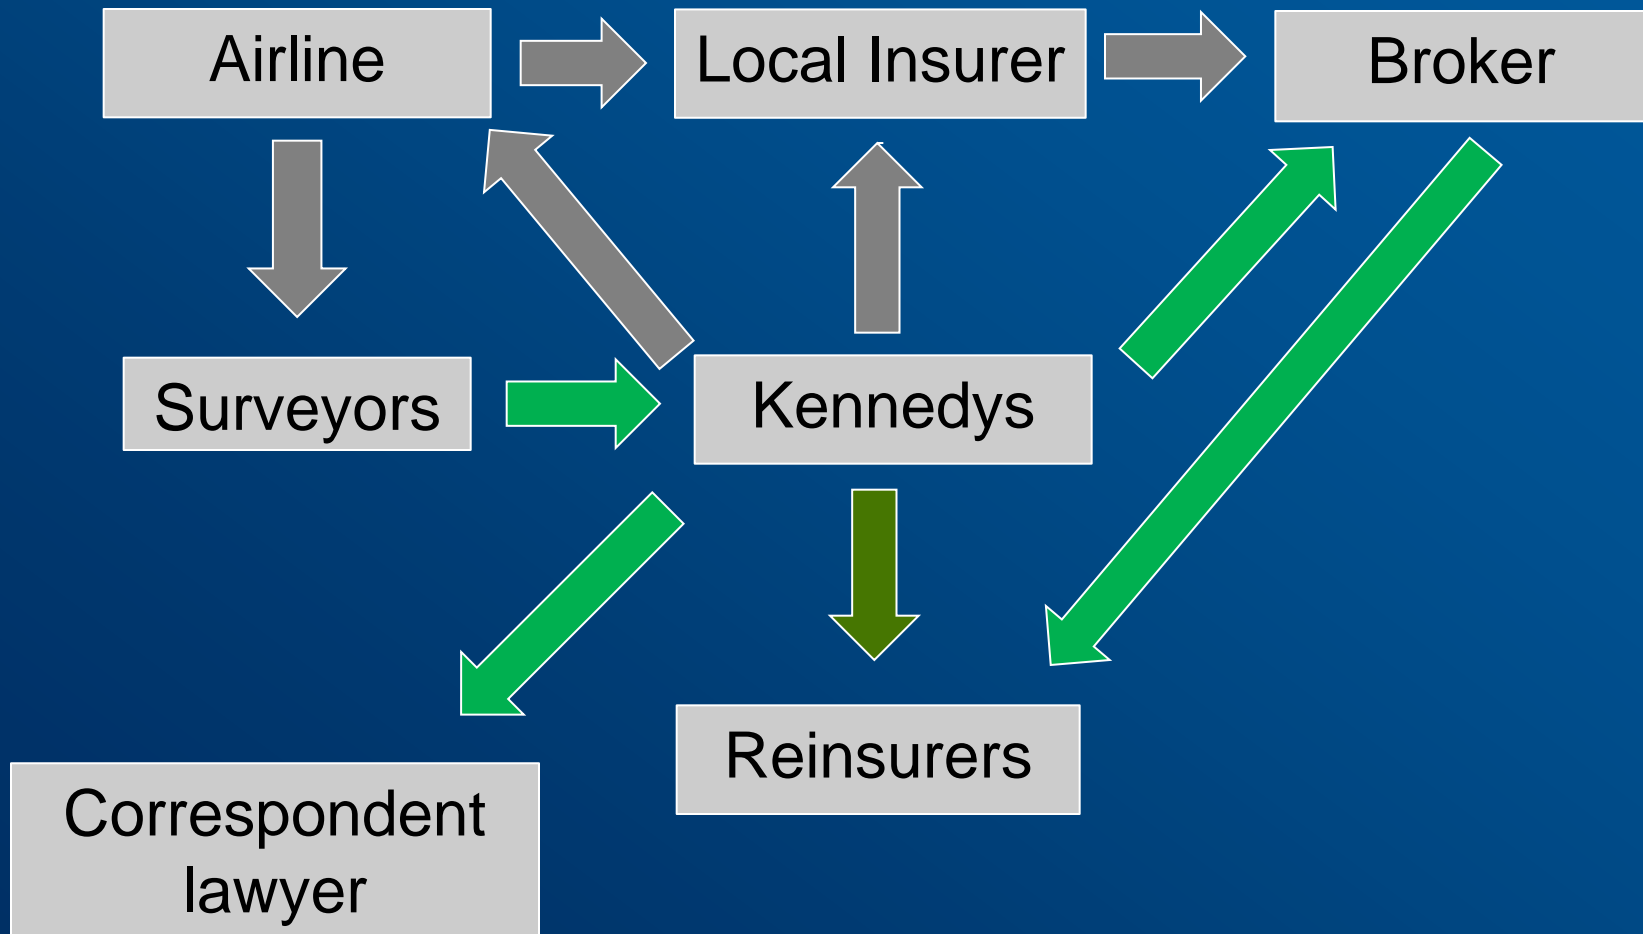 Airline
Local Insurer
Broker
Surveyors
Kennedys
Reinsurers
Correspondent
lawyer